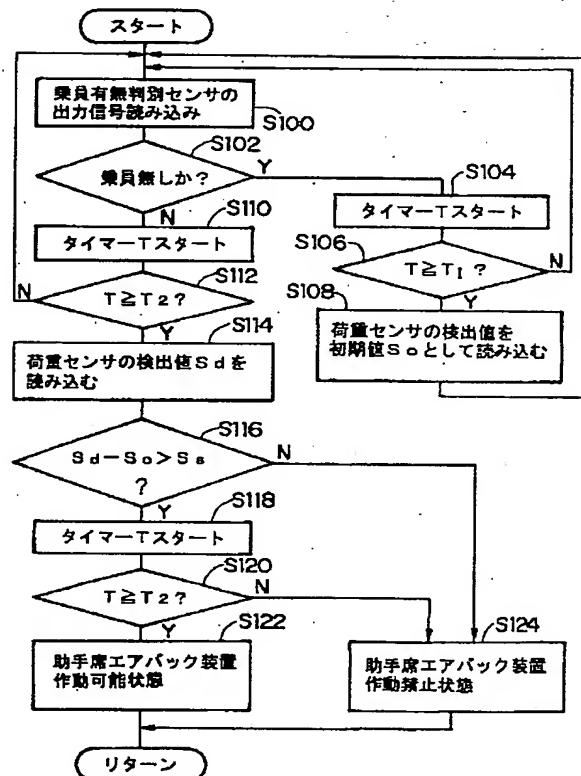 スタート
乗員有無判別センサの
出力信号読み込み
S100
S102
乗員無しか?
Y
N
S104
タイマーTスタート
S106
T≧T1?
N
Y
S108
荷重センサの検出値を
初期値Soとして読み込む
S110
タイマーTスタート
S112
T≧T2?
N
Y
S114
荷重センサの検出値Sdを
読み込む
S116
Sd-So>Ss
?
N
Y
S118
タイマーTスタート
S120
T≧T2?
N
Y
S122
助手席エアバック装置
作動可能状態
S124
助手席エアバック装置
作動禁止状態
リターン